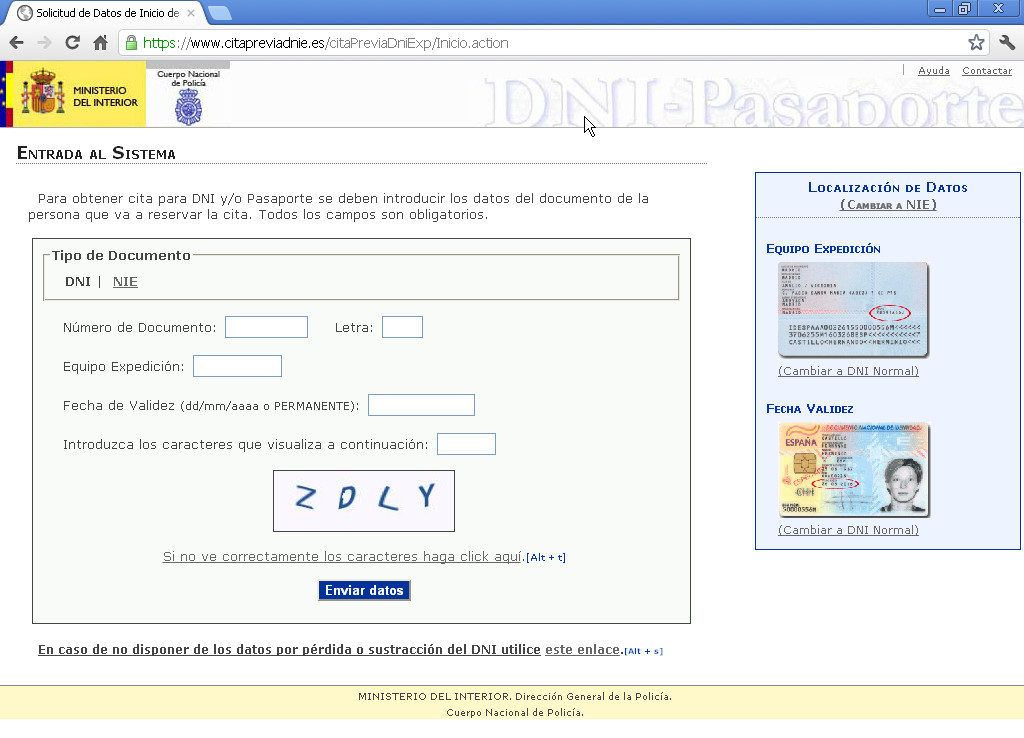 Solicitud de Datos de Inicio de
https://www.citapreviadnie.es/citaPreviaDniExp/Inicio.action
MINISTERIO
DEL INTERIOR
Cuerpo Nacional
de Policía
DNI-Pasaporte
Ayuda Contactar
ENTRADA AL SISTEMA
Para obtener cita para DNI y/o Pasaporte se deben introducir los datos del documento de la
persona que va a reservar la cita. Todos los campos son obligatorios.
Tipo de Documento
DNI | NIE
Número de Documento:
Letra:
Equipo Expedición:
Fecha de Validez (dd/mm/aaaa o PERMANENTE):
Introduzca los caracteres que visualiza a continuación:
Z D L Y
Si no ve correctamente los caracteres haga click aquí.[Alt + t]
Enviar datos
En caso de no disponer de los datos por pérdida o sustracción del DNI utilice este enlace.[Alt + s]
LOCALIZACIÓN DE DATOS
(CAMBIAR A NIE)
EQUIPO EXPEDICIÓN
(Cambiar a DNI Normal)
FECHA VALIDEZ
ESPAÑA
(Cambiar a DNI Normal)
MINISTERIO DEL INTERIOR. Dirección General de la Policía.
Cuerpo Nacional de Policía.